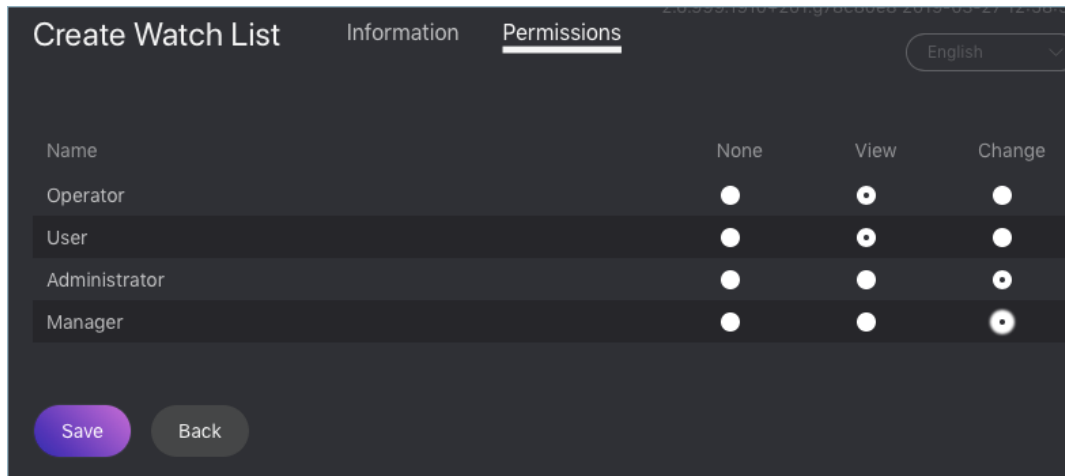 Create Watch List Information Permissions
English
Name None View Change
Operator
User
Administrator
Manager
Save Back